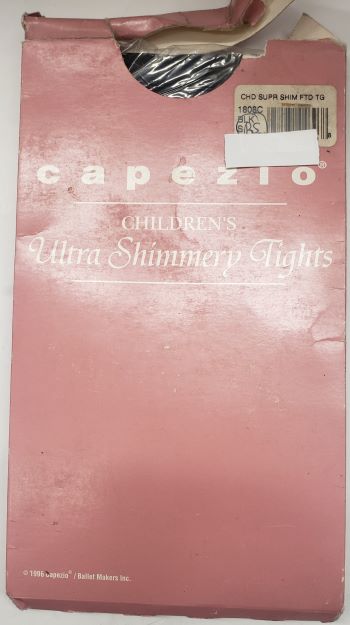 CHD SUPR SHIM FTD TG
1808C
BLK
capezio®
CHILDREN'S
Ultra Shimmery Tights
© 1996 Capezio® / Ballet Makers Inc.